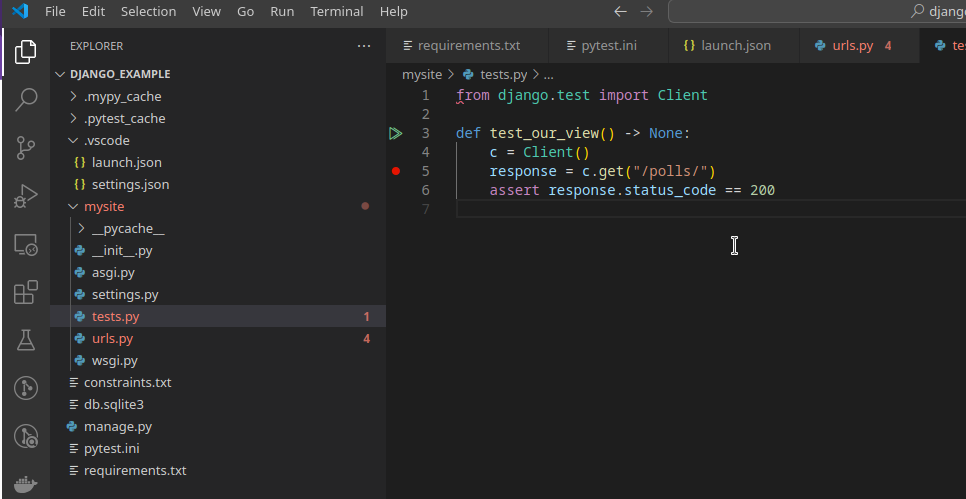 File Edit Selection View Go Run Terminal Help djang
EXPLORER ...
requirements.txt pytest.ini {} launch.json urls.py 4 te
DJANGO_EXAMPLE
mysite > tests.py > ...
.mypy_cache
.pytest_cache
.vscode
{} launch.json
{} settings.json
mysite
__pycache__
__init__.py
asgi.py
settings.py
tests.py 1
urls.py 4
wsgi.py
constraints.txt
db.sqlite3
manage.py
pytest.ini
requirements.txt
1 from django.test import Client
2
3 def test_our_view() -> None:
4 c = Client()
5 response = c.get("/polls/")
6 assert response.status_code == 200
7